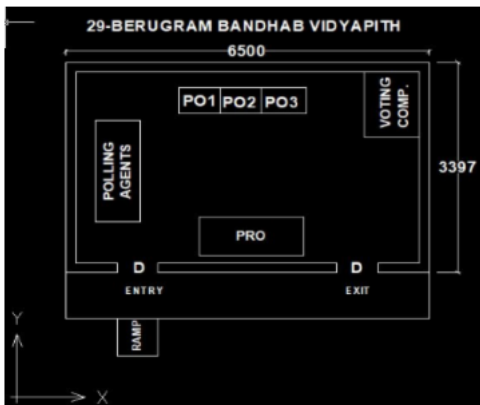 29-BERUGRAM BANDHAB VIDYAPITH
6500
PO1 PO2 PO3
VOTING COMP.
POLLING AGENTS
3397
PRO
D D
ENTRY EXIT
RAMP
Y
X